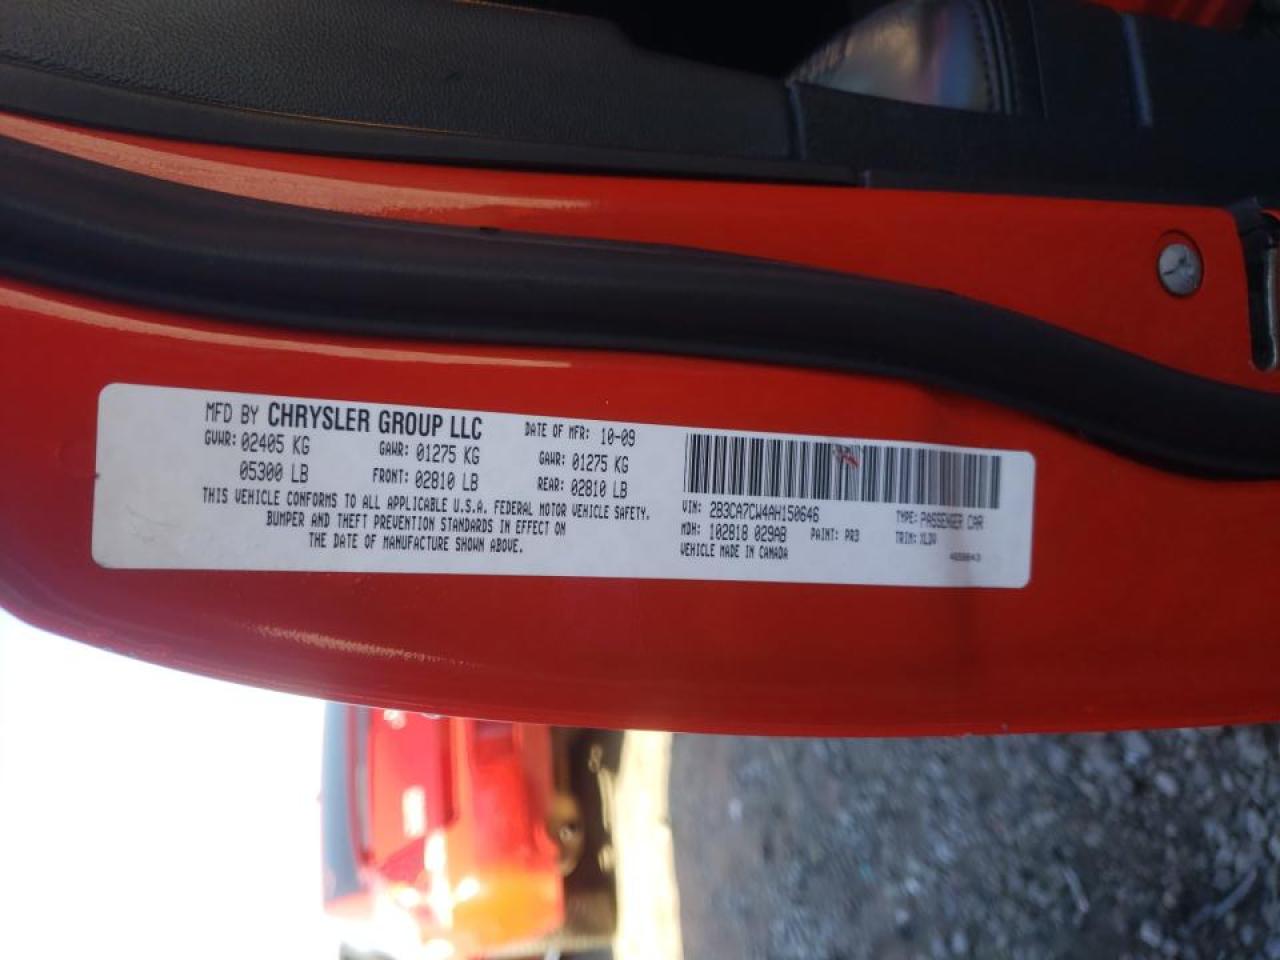 MFD BY CHRYSLER GROUP LLC DATE OF MFR: 10-09
GVWR: 02405 KG GAWR: 01275 KG GAWR: 01275 KG
05300 LB FRONT: 02810 LB REAR: 02810 LB
THIS VEHICLE CONFORMS TO ALL APPLICABLE U.S.A. FEDERAL MOTOR VEHICLE SAFETY,
BUMPER AND THEFT PREVENTION STANDARDS IN EFFECT ON
THE DATE OF MANUFACTURE SHOWN ABOVE.
VIN: 2B3CA7CW4AH150646 TYPE: PASSENGER CAR
MDH: 102818 029AB PAINT: PR3 TRIM:
VEHICLE MADE IN CANADA